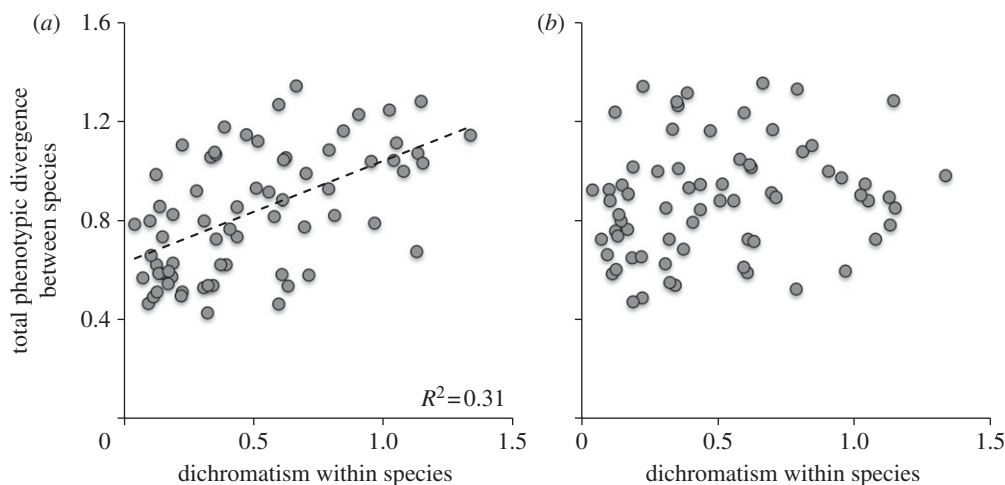 (a)
(b)
1.6
1.2
0.8
0.4
total phenotypic divergence
between species
R² = 0.31
0
0.5
1.0
1.5
0
0.5
1.0
1.5
dichromatism within species
dichromatism within species